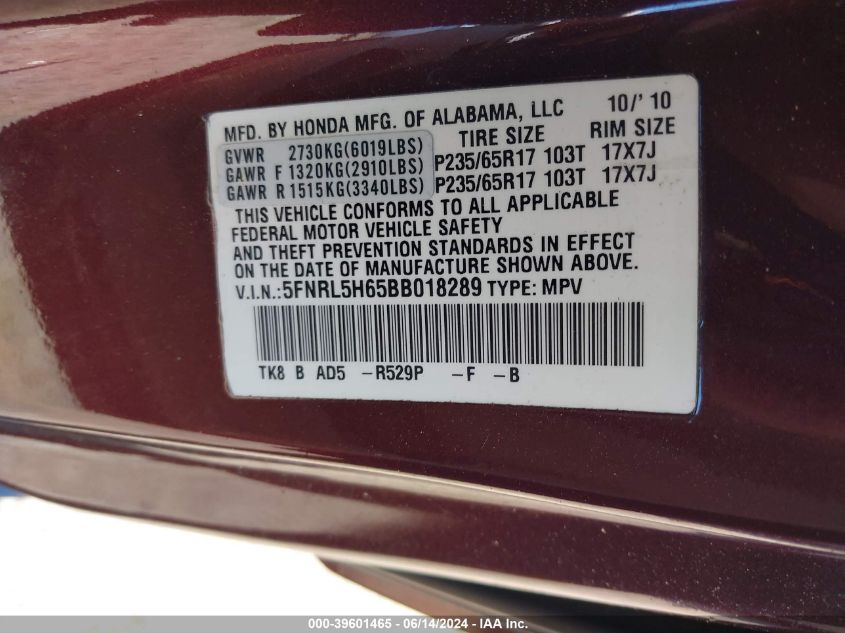 MFD. BY HONDA MFG. OF ALABAMA, LLC 10/'10
GVWR 2730KG(6019LBS) TIRE SIZE RIM SIZE
GAWR F 1320KG(2910LBS) P235/65R17 103T 17X7J
GAWR R 1515KG(3340LBS) P235/65R17 103T 17X7J
THIS VEHICLE CONFORMS TO ALL APPLICABLE
FEDERAL MOTOR VEHICLE SAFETY
AND THEFT PREVENTION STANDARDS IN EFFECT
ON THE DATE OF MANUFACTURE SHOWN ABOVE.
V.I.N.:5FNRL5H65BB018289 TYPE: MPV
TK8 B AD5 -R529P -F -B
000-39601465 - 06/14/2024 - IAA Inc.